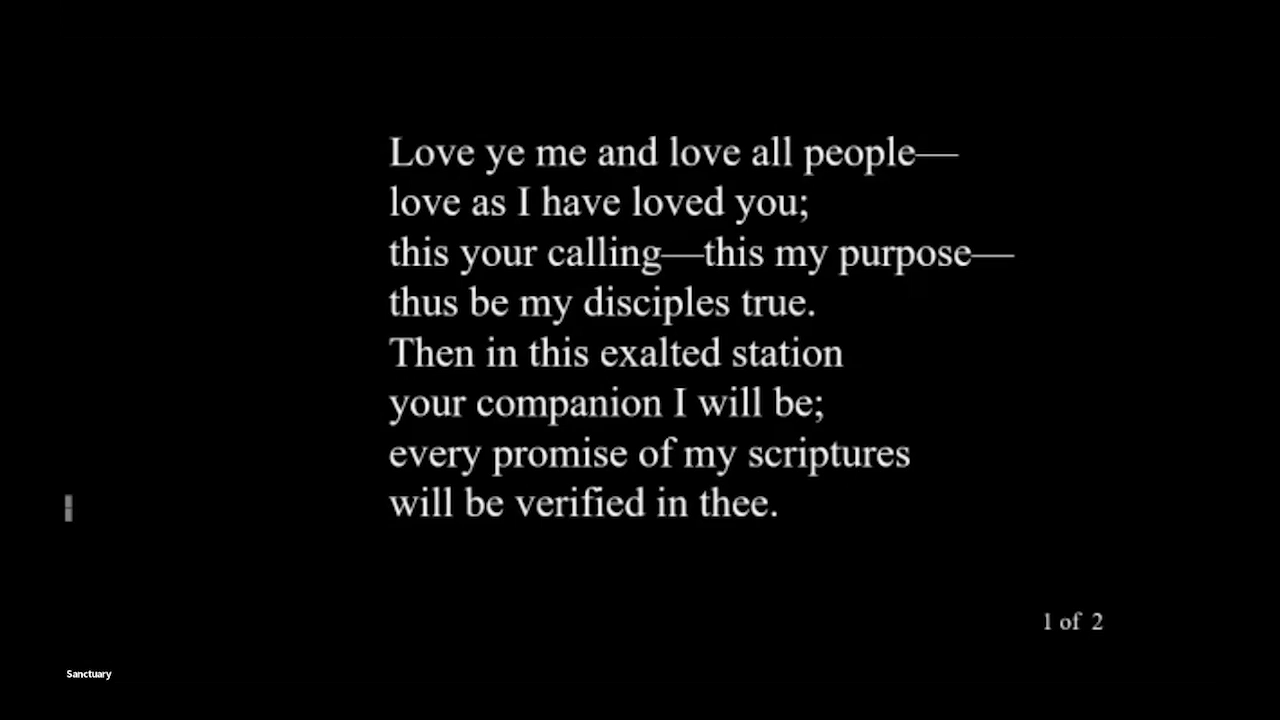 Love ye me and love all people—
love as I have loved you;
this your calling—this my purpose—
thus be my disciples true.
Then in this exalted station
your companion I will be;
every promise of my scriptures
will be verified in thee.
1 of 2
Sanctuary